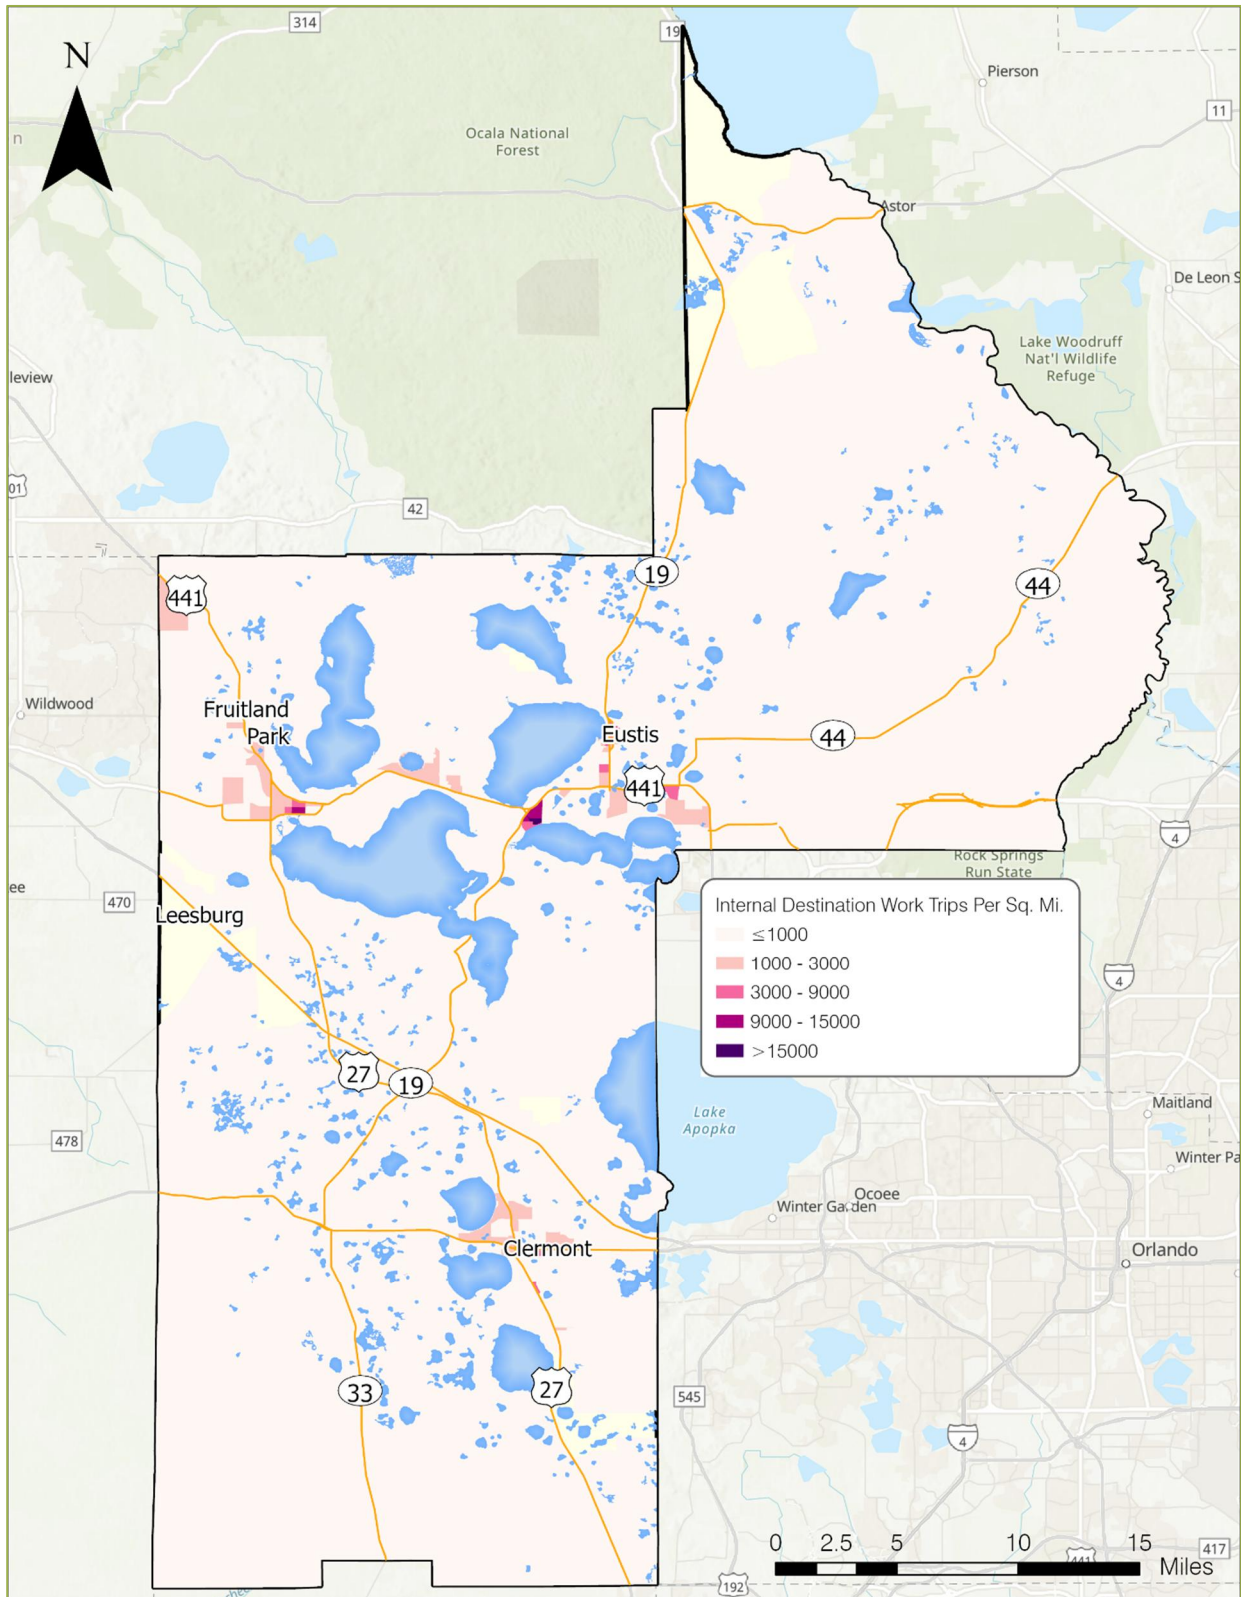 314
19
N
Pierson
11
Ocala National
Forest
n
Astor
De Leon S
Lake Woodruff
Nat'l Wildlife
Refuge
leview
01
42
19
44
441
Wildwood
Fruitland
Park
Eustis
44
441
4
Rock Springs
Run State
ee
470
Leesburg
Internal Destination Work Trips Per Sq. Mi.
≤1000
1000 - 3000
3000 - 9000
9000 - 15000
>15000
4
27
19
Lake
Apopka
Maitland
478
Winter Pa
Ocoee
Winter Garden
Clermont
Orlando
33
27
545
4
0 2.5 5 10 15
Miles
441
417
192